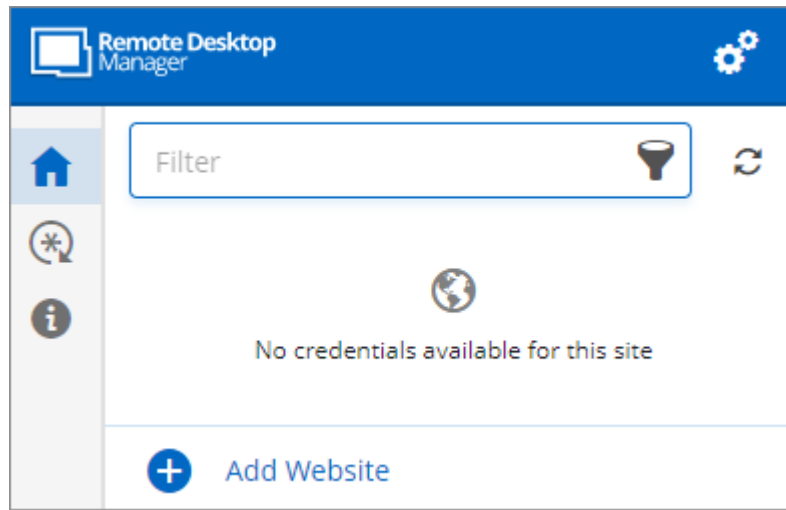 Remote Desktop
Manager
Filter
No credentials available for this site
Add Website